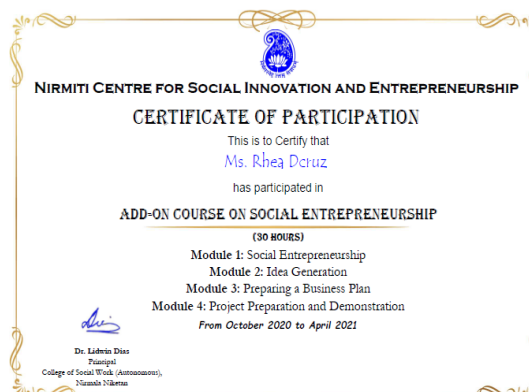 NIRMITI CENTRE FOR SOCIAL INNOVATION AND ENTREPRENEURSHIP
CERTIFICATE OF PARTICIPATION
This is to Certify that
Ms. Rhea Dcruz
has participated in
ADD-ON COURSE ON SOCIAL ENTREPRENEURSHIP
(30 HOURS)
Module 1: Social Entrepreneurship
Module 2: Idea Generation
Module 3: Preparing a Business Plan
Module 4: Project Preparation and Demonstration
From October 2020 to April 2021
Dr. Lidwin Dias
Principal
College of Social Work (Autonomous),
Nirmala Niketan